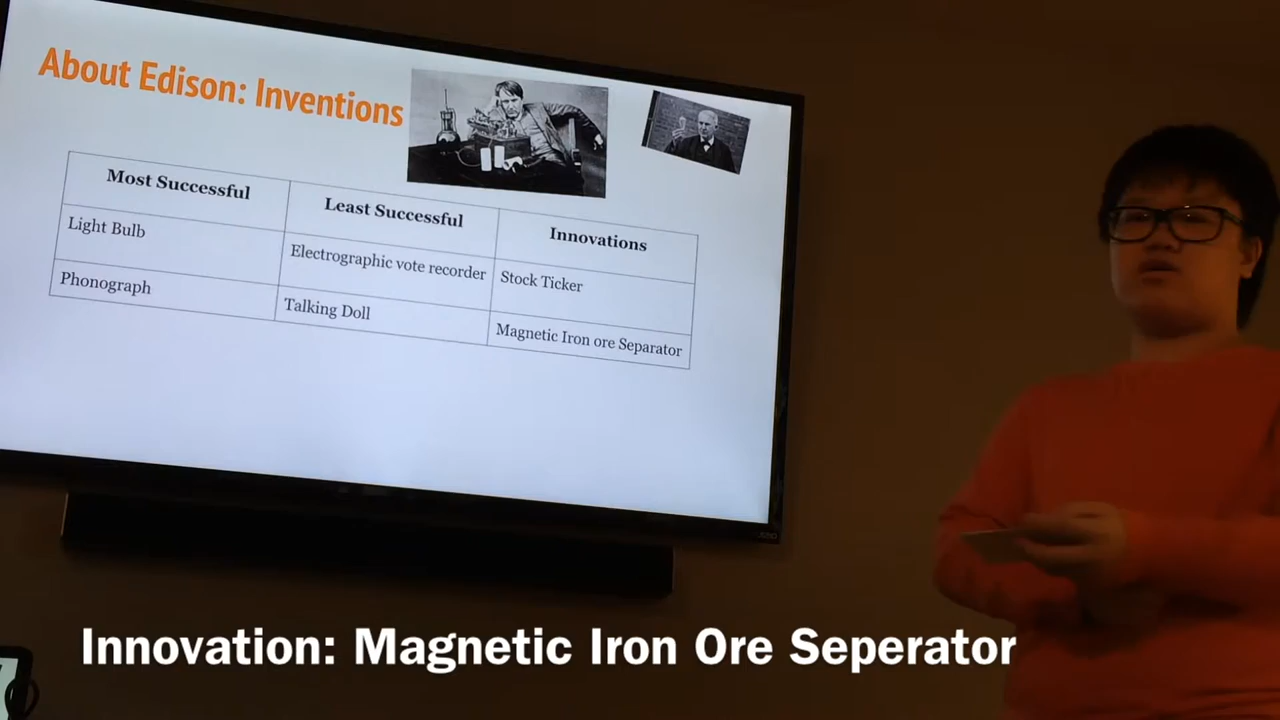 About Edison: Inventions
Most Successful
Least Successful
Innovations
Light Bulb
Electrographic vote recorder
Stock Ticker
Phonograph
Talking Doll
Magnetic Iron ore Separator
Innovation: Magnetic Iron Ore Seperator